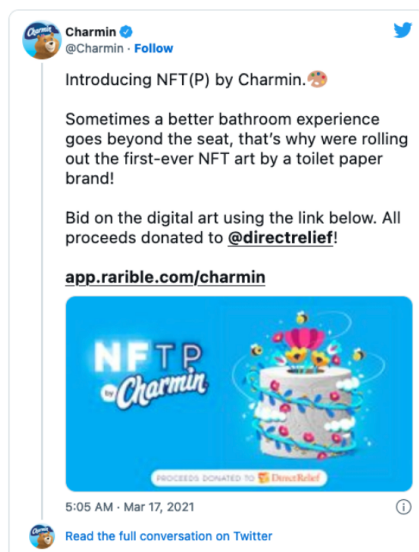 Charmin
@Charmin · Follow
Introducing NFT(P) by Charmin.🎨
Sometimes a better bathroom experience
goes beyond the seat, that's why were rolling
out the first-ever NFT art by a toilet paper
brand!
Bid on the digital art using the link below. All
proceeds donated to @directrelief!
app.rarible.com/charmin
NFTP
by Charmin
PROCEEDS DONATED TO DirectRelief
5:05 AM · Mar 17, 2021
Read the full conversation on Twitter